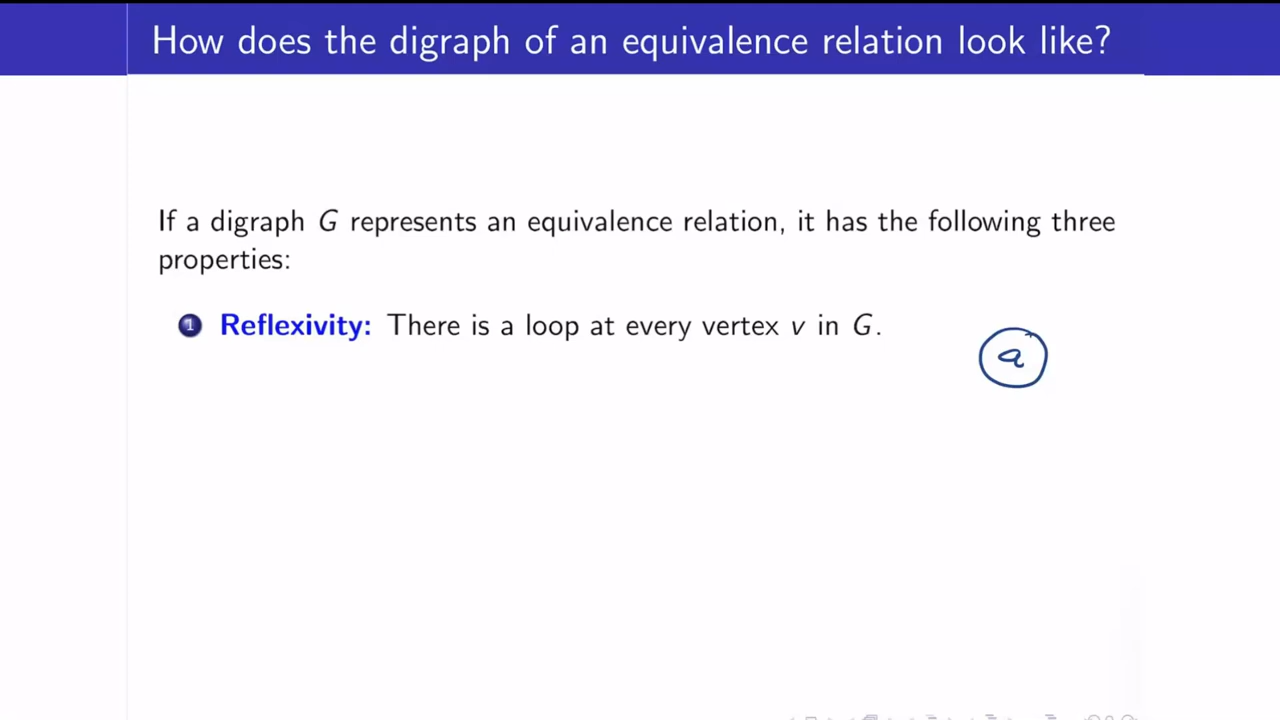 How does the digraph of an equivalence relation look like?
If a digraph G represents an equivalence relation, it has the following three
properties:
1 Reflexivity: There is a loop at every vertex v in G.
a